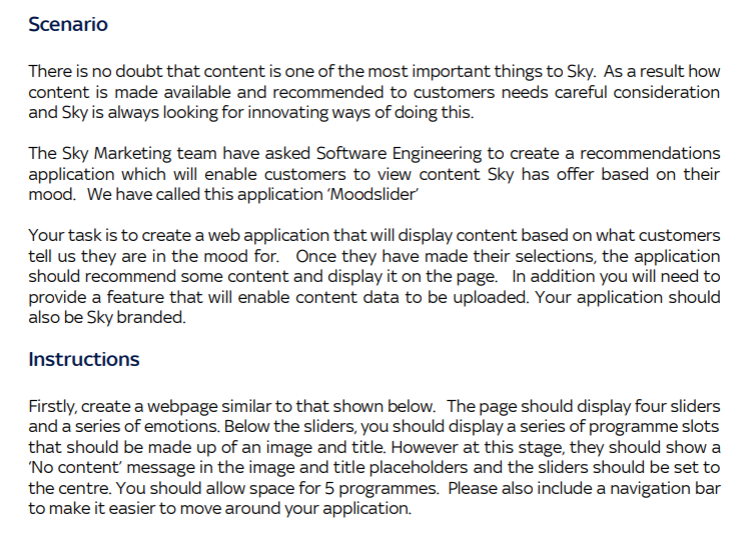 Scenario
There is no doubt that content is one of the most important things to Sky. As a result how
content is made available and recommended to customers needs careful consideration
and Sky is always looking for innovating ways of doing this.
The Sky Marketing team have asked Software Engineering to create a recommendations
application which will enable customers to view content Sky has offer based on their
mood. We have called this application 'Moodslider'
Your task is to create a web application that will display content based on what customers
tell us they are in the mood for. Once they have made their selections, the application
should recommend some content and display it on the page. In addition you will need to
provide a feature that will enable content data to be uploaded. Your application should
also be Sky branded.
Instructions
Firstly, create a webpage similar to that shown below. The page should display four sliders
and a series of emotions. Below the sliders, you should display a series of programme slots
that should be made up of an image and title. However at this stage, they should show a
'No content' message in the image and title placeholders and the sliders should be set to
the centre. You should allow space for 5 programmes. Please also include a navigation bar
to make it easier to move around your application.